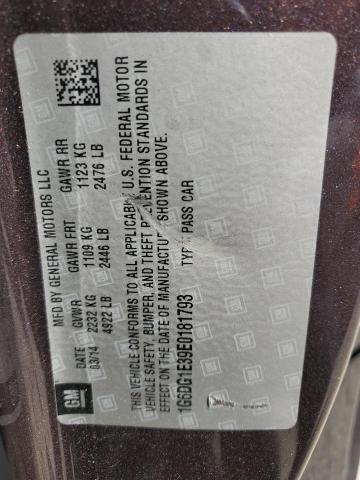 MFD BY GENERAL MOTORS LLC
GVWR GAWR FRT GAWR RR
DATE 2232 KG 1109 KG 1123 KG
03/14 4922 LB 2446 LB 2476 LB
GM
THIS VEHICLE CONFORMS TO ALL APPLICABLE U.S. FEDERAL MOTOR
VEHICLE SAFETY, BUMPER, AND THEFT PREVENTION STANDARDS IN
EFFECT ON THE DATE OF MANUFACTURE SHOWN ABOVE.
1G6DG1E39E0181793 TYPE: PASS CAR